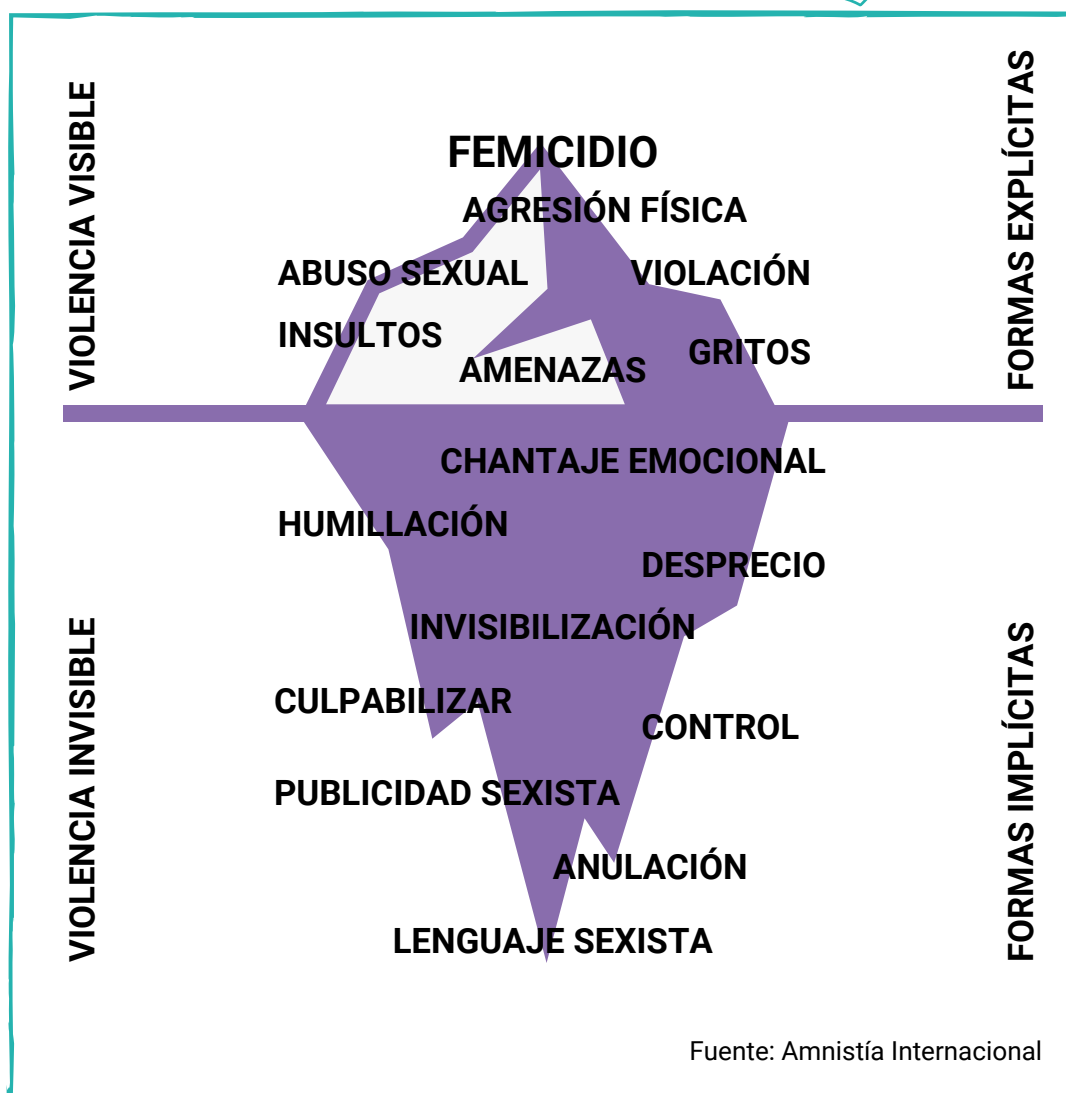 VIOLENCIA VISIBLE
FORMAS EXPLÍCITAS
FEMICIDIO
AGRESIÓN FÍSICA
ABUSO SEXUAL
VIOLACIÓN
INSULTOS
GRITOS
AMENAZAS
CHANTAJE EMOCIONAL
HUMILLACIÓN
DESPRECIO
INVISIBILIZACIÓN
CULPABILIZAR
CONTROL
PUBLICIDAD SEXISTA
ANULACIÓN
LENGUAJE SEXISTA
VIOLENCIA INVISIBLE
FORMAS IMPLÍCITAS
Fuente: Amnistía Internacional